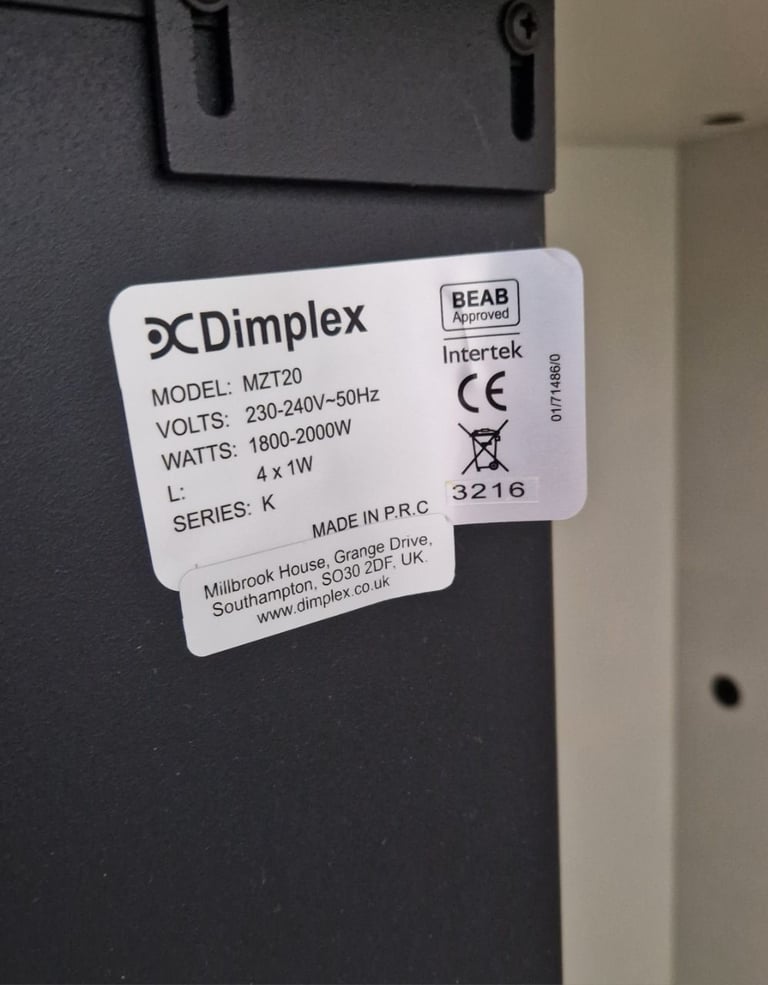 Dimplex
MODEL: MZT20
VOLTS: 230-240V~50Hz
WATTS: 1800-2000W
L: 4 x 1W
SERIES: K
MADE IN P.R.C
BEAB
Approved
Intertek
CE
3216
01/71486/0
Millbrook House, Grange Drive,
Southampton, SO30 2DF, UK.
www.dimplex.co.uk